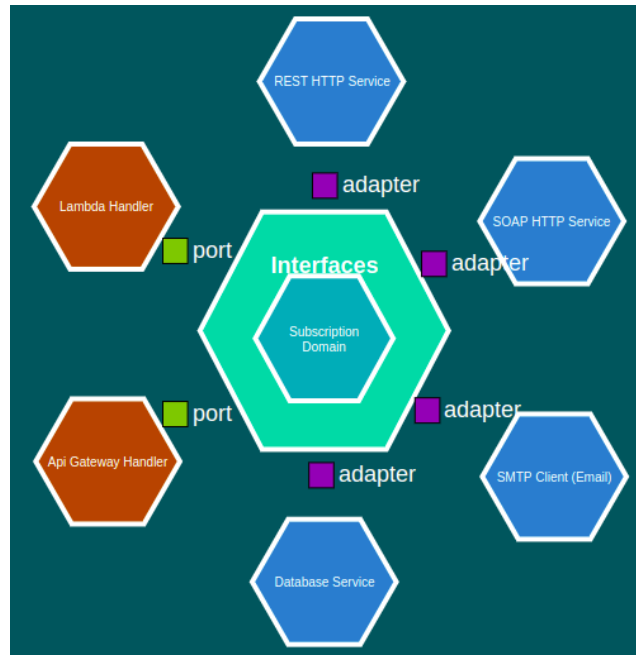 REST HTTP Service
adapter
Lambda Handler
SOAP HTTP Service
port
Interfaces
adapter
Subscription
Domain
port
adapter
Api Gateway Handler
adapter
SMTP Client (Email)
Database Service